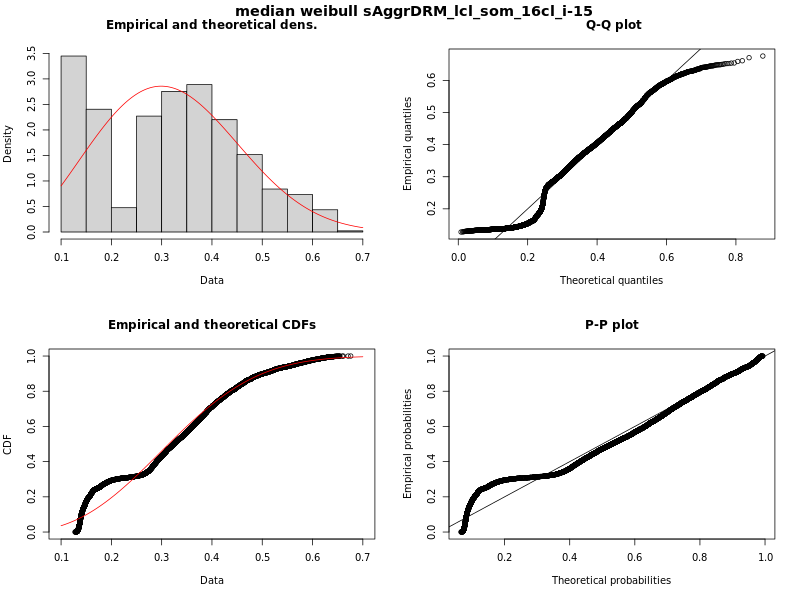 median weibull sAggrDRM_lcl_som_16cl_i-15
Empirical and theoretical dens.
Density
0.0 0.5 1.0 1.5 2.0 2.5 3.0 3.5
0.1 0.2 0.3 0.4 0.5 0.6 0.7
Data
Q-Q plot
Empirical quantiles
0.2 0.3 0.4 0.5 0.6
0.0 0.2 0.4 0.6 0.8
Theoretical quantiles
Empirical and theoretical CDFs
CDF
0.0 0.2 0.4 0.6 0.8 1.0
0.1 0.2 0.3 0.4 0.5 0.6 0.7
Data
P-P plot
Empirical probabilities
0.0 0.2 0.4 0.6 0.8 1.0
0.2 0.4 0.6 0.8 1.0
Theoretical probabilities